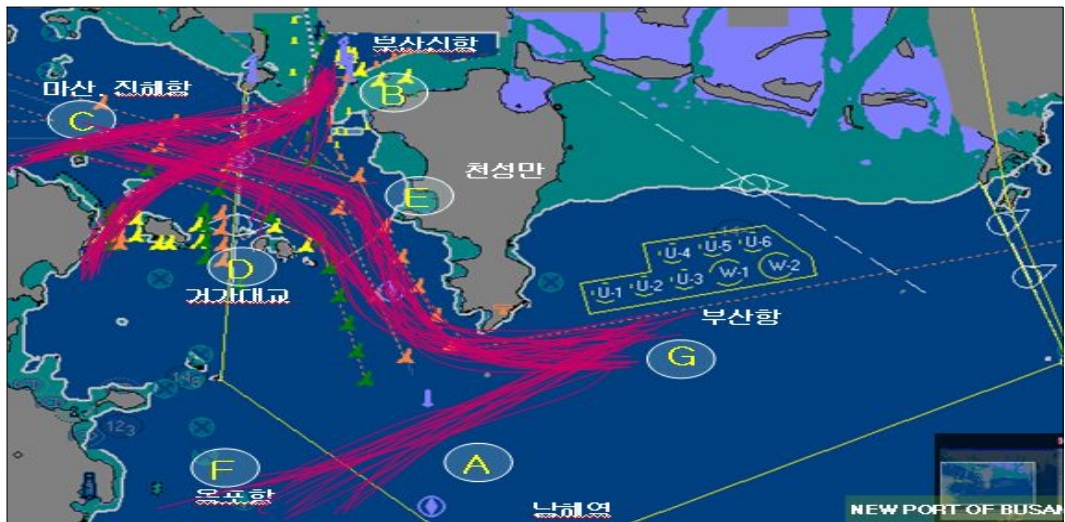 부산신항
마산, 진해항
B
C
천성만
E
U-4 U-5 U-6
D
U-1 U-2 U-3 W-1 W-2
거가대교
부산항
G
123
F
A
옥포항
남해역
NEW PORT OF BUSAN